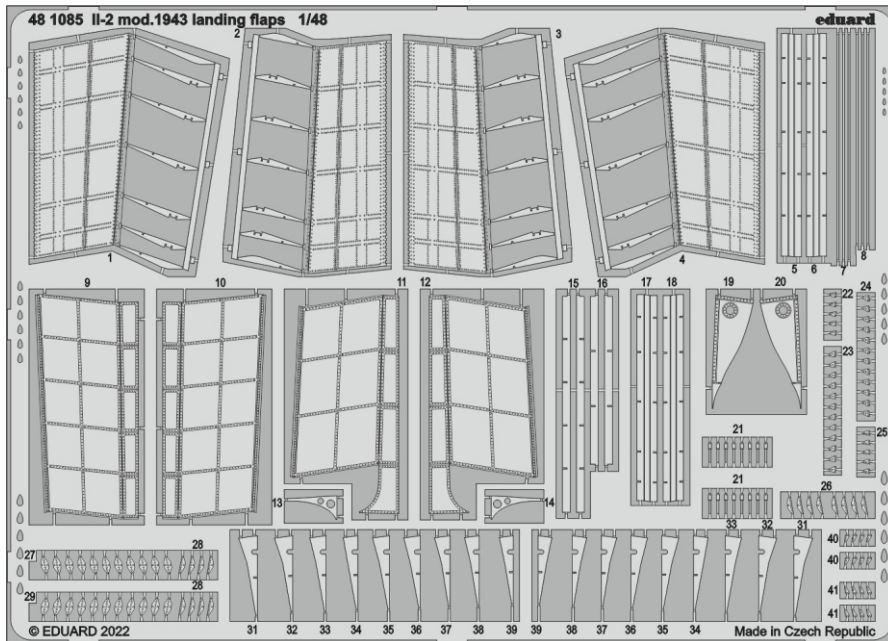 48 1085 Il-2 mod.1943 landing flaps 1/48 eduard
2 3
1 4 5 6 7 8
9 10 11 12 15 16 17 18 19 20 22 24
23
21 25
13 14 21 26
33 32 31
27 28 40
28 40
29 41
41
31 32 33 34 35 36 37 38 39 39 38 37 36 35 34
© EDUARD 2022 Made in Czech Republic